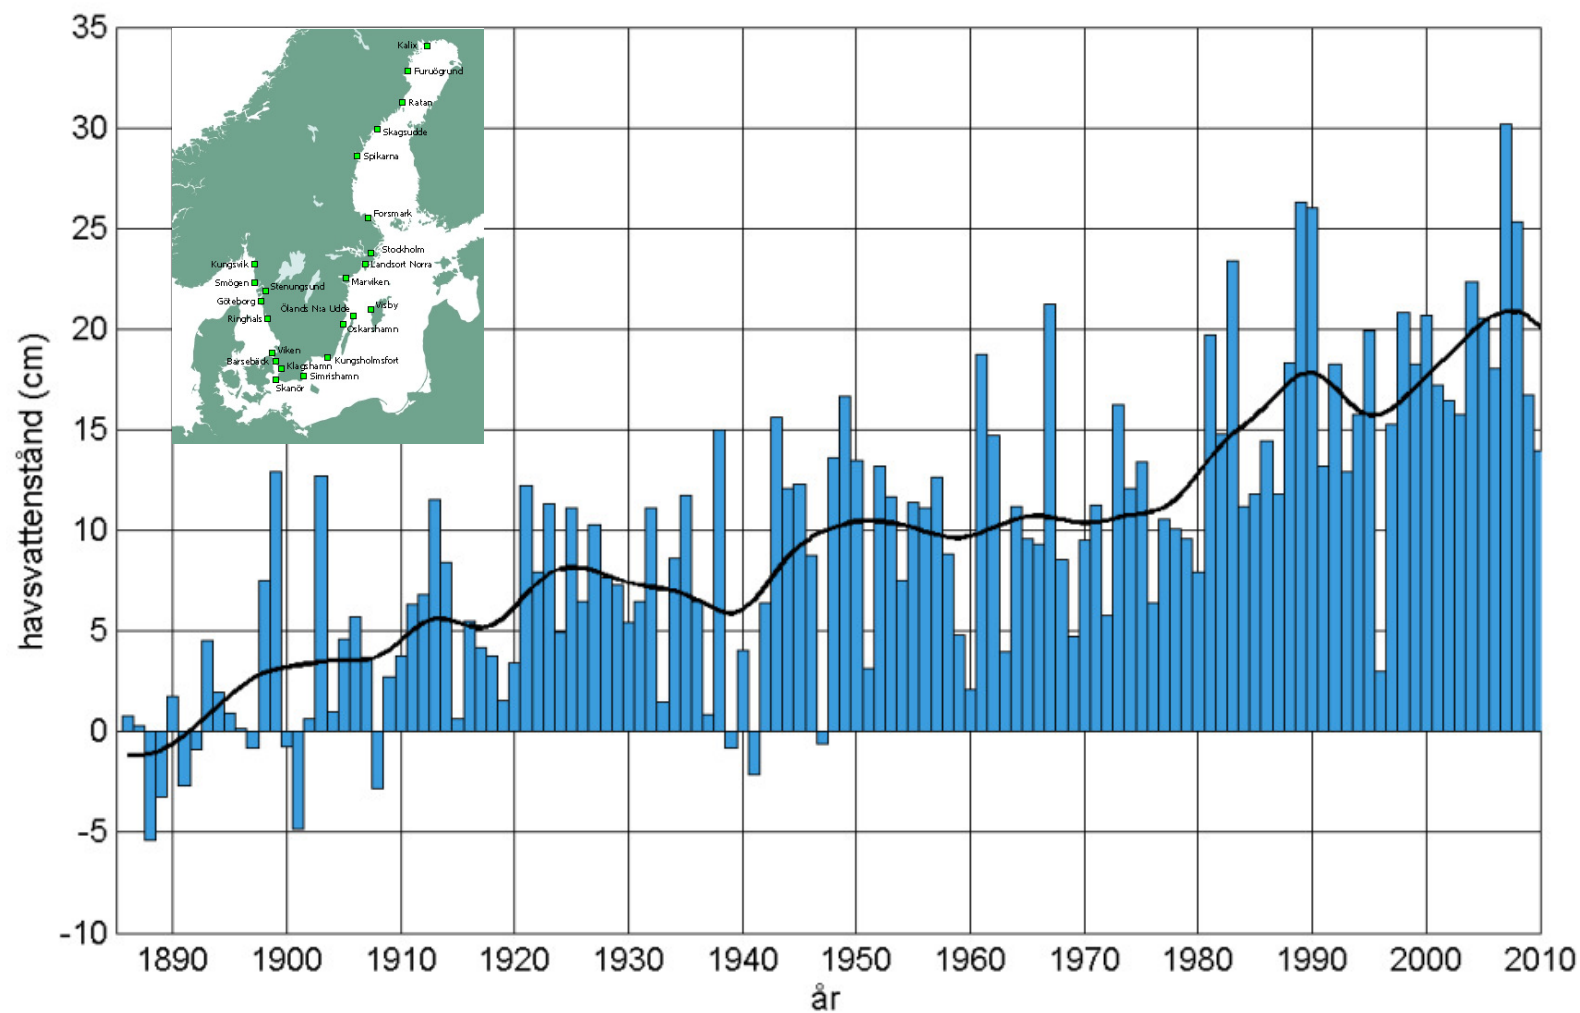 35
30
25
20
15
10
5
0
-5
-10
havsvattenstånd (cm)
Kalix
Furuögrund
Ratan
Skagsudde
Spikarna
Forsmark
Stockholm
Landsort Norra
Kungsvik
Smögen
Stenungsund
Marviken
Göteborg
Ölands N:a Udde
Visby
Ringhals
Oskarshamn
Viken
Barsebäck
Kungsholmsfort
Klagshamn
Simrishamn
Skanör
1890 1900 1910 1920 1930 1940 1950 1960 1970 1980 1990 2000 2010
år